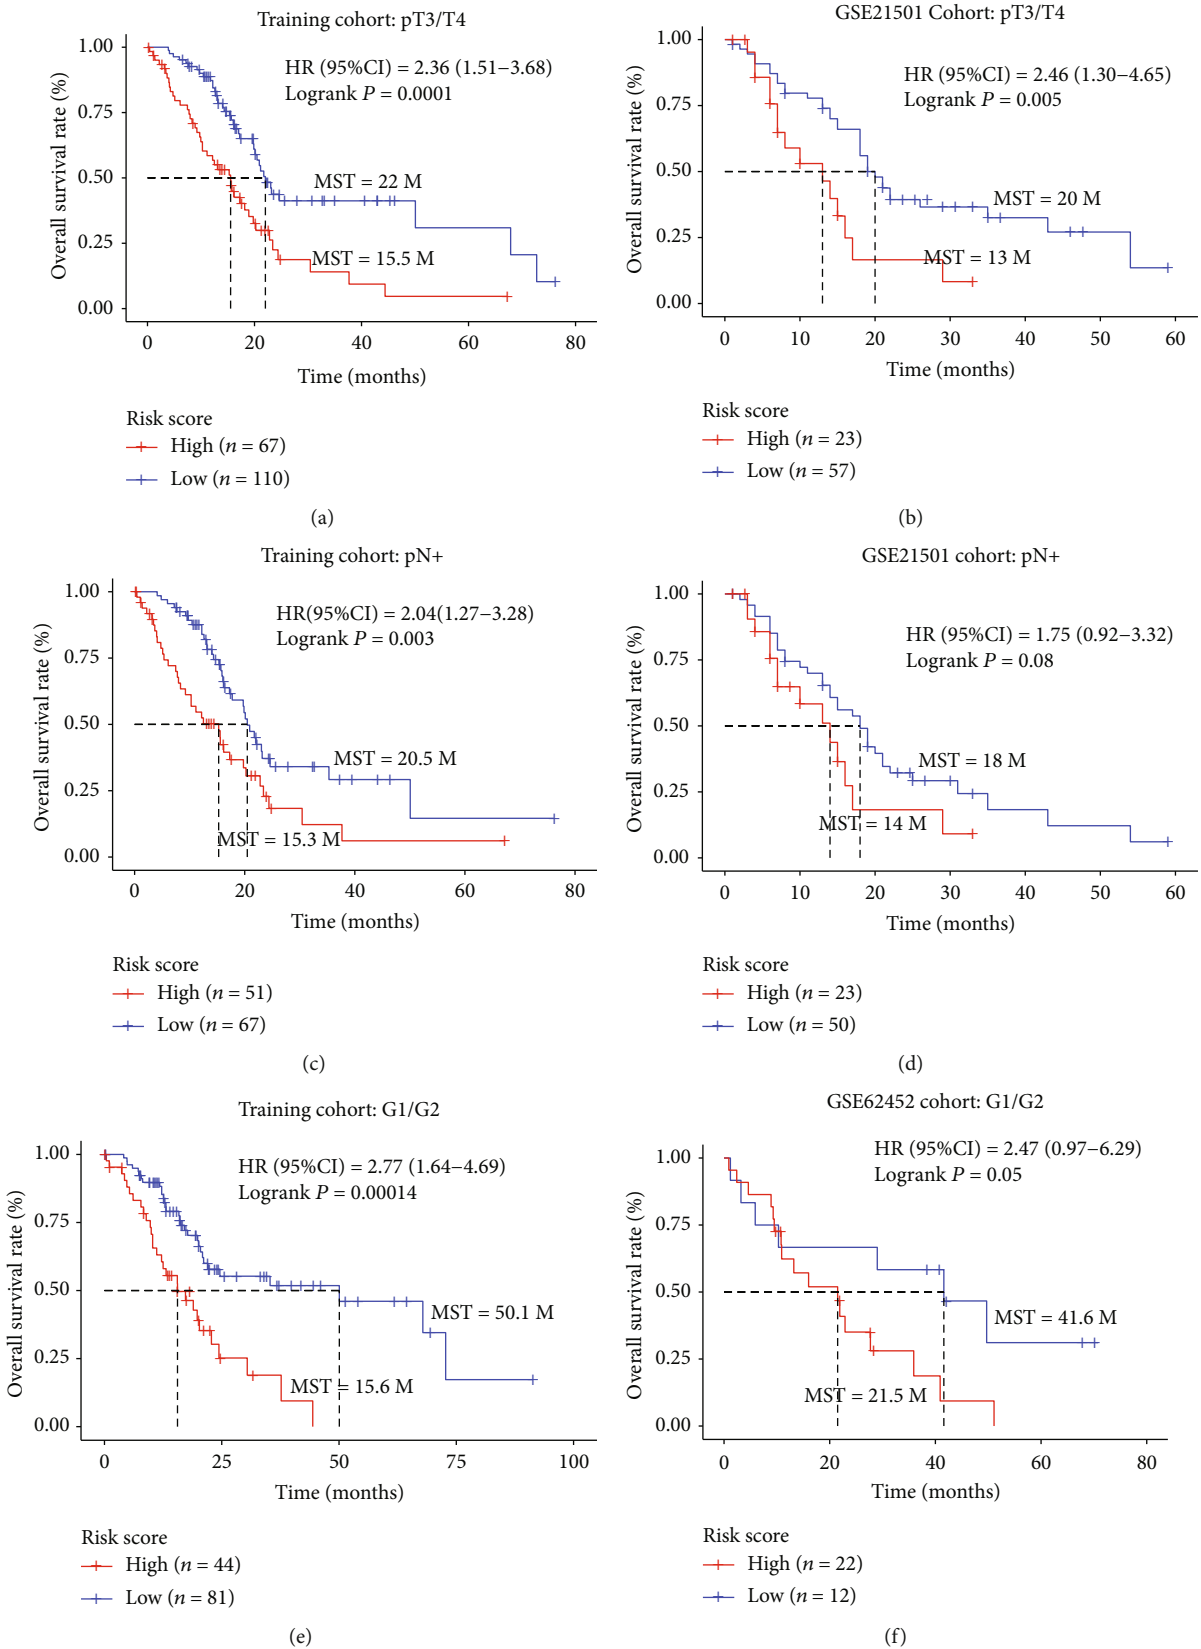 Training cohort: pT3/T4
Overall survival rate (%)
1.00
0.75
0.50
0.25
0.00
HR (95%CI) = 2.36 (1.51–3.68)
Logrank P = 0.0001
MST = 22 M
MST = 15.5 M
0 20 40 60 80
Time (months)
Risk score
High (n = 67)
Low (n = 110)
(a)
GSE21501 Cohort: pT3/T4
Overall survival rate (%)
1.00
0.75
0.50
0.25
0.00
HR (95%CI) = 2.46 (1.30–4.65)
Logrank P = 0.005
MST = 20 M
MST = 13 M
0 10 20 30 40 50 60
Time (months)
Risk score
High (n = 23)
Low (n = 57)
(b)
Training cohort: pN+
Overall survival rate (%)
1.00
0.75
0.50
0.25
0.00
HR(95%CI) = 2.04(1.27–3.28)
Logrank P = 0.003
MST = 20.5 M
MST = 15.3 M
0 20 40 60 80
Time (months)
Risk score
High (n = 51)
Low (n = 67)
(c)
GSE21501 cohort: pN+
Overall survival rate (%)
1.00
0.75
0.50
0.25
0.00
HR (95%CI) = 1.75 (0.92–3.32)
Logrank P = 0.08
MST = 18 M
MST = 14 M
0 10 20 30 40 50 60
Time (months)
Risk score
High (n = 23)
Low (n = 50)
(d)
Training cohort: G1/G2
Overall survival rate (%)
1.00
0.75
0.50
0.25
0.00
HR (95%CI) = 2.77 (1.64–4.69)
Logrank P = 0.00014
MST = 50.1 M
MST = 15.6 M
0 25 50 75 100
Time (months)
Risk score
High (n = 44)
Low (n = 81)
(e)
GSE62452 cohort: G1/G2
Overall survival rate (%)
1.00
0.75
0.50
0.25
0.00
HR (95%CI) = 2.47 (0.97–6.29)
Logrank P = 0.05
MST = 41.6 M
MST = 21.5 M
0 20 40 60 80
Time (months)
Risk score
High (n = 22)
Low (n = 12)
(f)